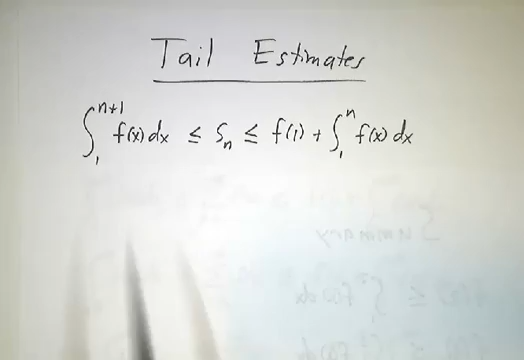 Tail Estimates
∫₁ⁿ⁺¹ f(x) dx ≤ Sₙ ≤ f(1) + ∫₁ⁿ f(x) dx